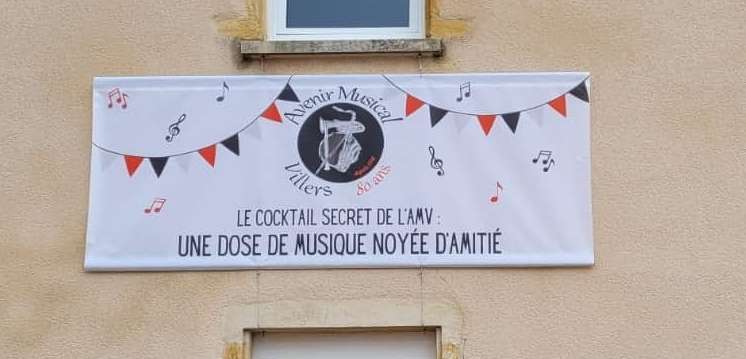 Avenir Musical
Villers
80 ans
LE COCKTAIL SECRET DE L'AMV :
UNE DOSE DE MUSIQUE NOYÉE D'AMITIÉ